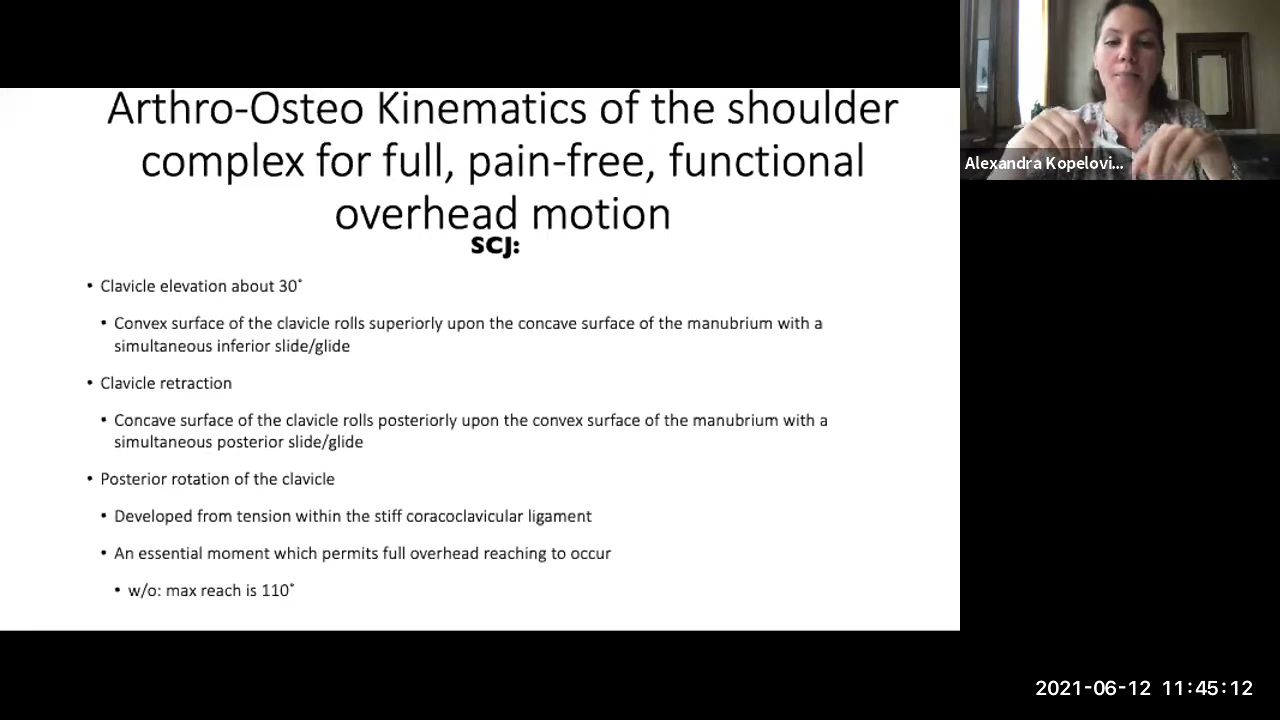 Arthro-Osteo Kinematics of the shoulder
complex for full, pain-free, functional
overhead motion
SCJ:
• Clavicle elevation about 30˚
• Convex surface of the clavicle rolls superiorly upon the concave surface of the manubrium with a
simultaneous inferior slide/glide
• Clavicle retraction
• Concave surface of the clavicle rolls posteriorly upon the convex surface of the manubrium with a
simultaneous posterior slide/glide
• Posterior rotation of the clavicle
• Developed from tension within the stiff coracoclavicular ligament
• An essential moment which permits full overhead reaching to occur
• w/o: max reach is 110˚
Alexandra Kopelovi...
2021-06-12 11:45:12